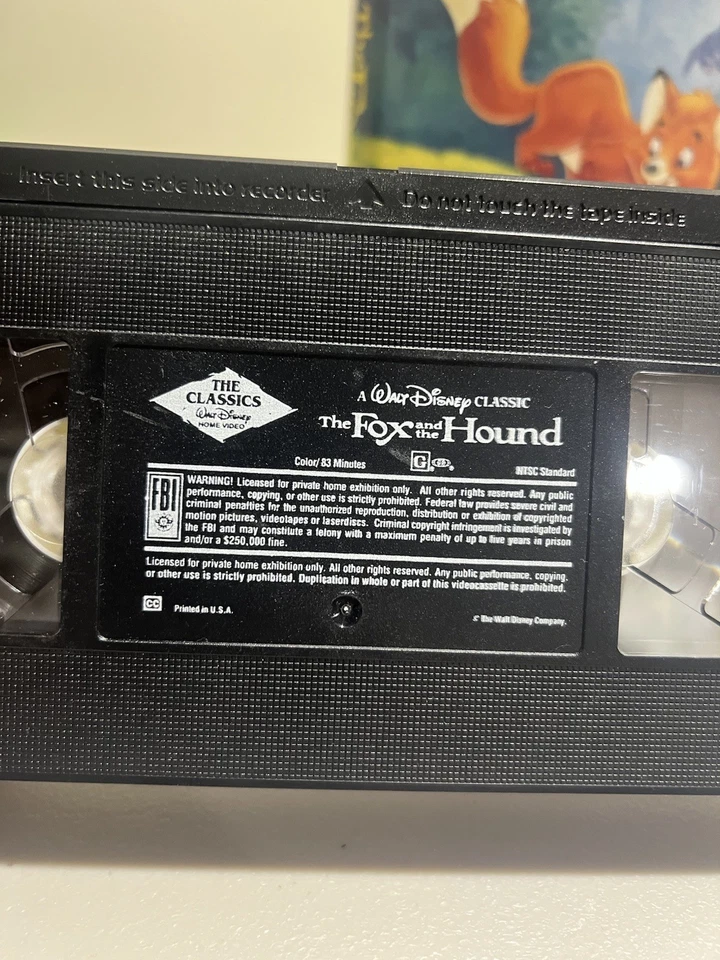 Insert this side into recorder Do not touch the tape inside
THE
CLASSICS
Walt Disney
HOME VIDEO
A Walt Disney CLASSIC
The Fox and the Hound
Color/83 Minutes
G
NTSC Standard
FBI
WARNING! Licensed for private home exhibition only. All other rights reserved. Any public
performance, copying, or other use is strictly prohibited. Federal law provides severe civil and
criminal penalties for the unauthorized reproduction, distribution or exhibition of copyrighted
motion pictures, videotapes or laserdiscs. Criminal copyright infringement is investigated by
the FBI and may constitute a felony with a maximum penalty of up to five years in prison
and/or a $250,000 fine.
Licensed for private home exhibition only. All other rights reserved. Any public performance, copying,
or other use is strictly prohibited. Duplication in whole or part of this videocassette is prohibited.
CC
Printed in U.S.A.
© The Walt Disney Company.